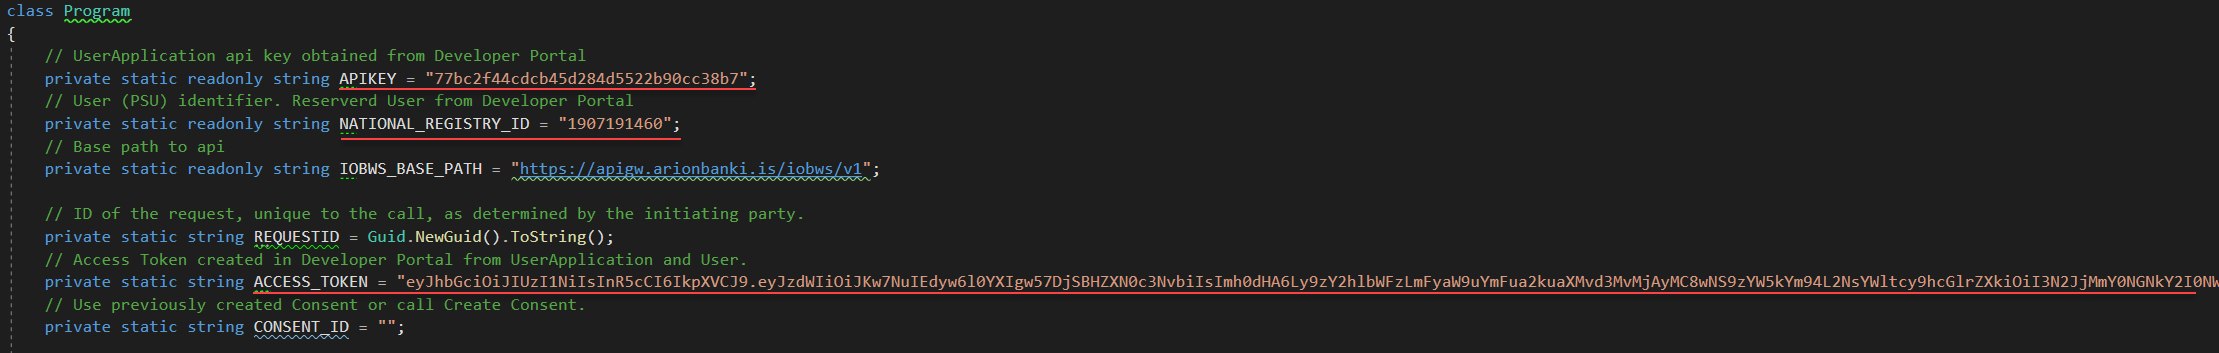 class Program
{
// UserApplication api key obtained from Developer Portal
private static readonly string APIKEY = "77bc2f44cdcb45d284d5522b90cc38b7";
// User (PSU) identifier. Reserverd User from Developer Portal
private static readonly string NATIONAL_REGISTRY_ID = "1907191460";
// Base path to api
private static readonly string IOBWS_BASE_PATH = "https://apigw.arionbanki.is/iobws/v1";
// ID of the request, unique to the call, as determined by the initiating party.
private static string REQUESTID = Guid.NewGuid().ToString();
// Access Token created in Developer Portal from UserApplication and User.
private static string ACCESS_TOKEN = "eyJhbGciOiJIUzI1NiIsInR5cCI6IkpXVCJ9.eyJzdWIiOiJKw7NuIEdyw6l0YXIgw57DjSBHZXN0c3NvbiIsImh0dHA6Ly9zY2hlbWFzLmFyaW9uYmFua2kuaXMvd3MvMjAyMC8wNS9zYW5kYm94L2NsYWltcy9hcGlrZXkiOiI3N2JjMmY0NGNkY2I0NW
// Use previously created Consent or call Create Consent.
private static string CONSENT_ID = "";